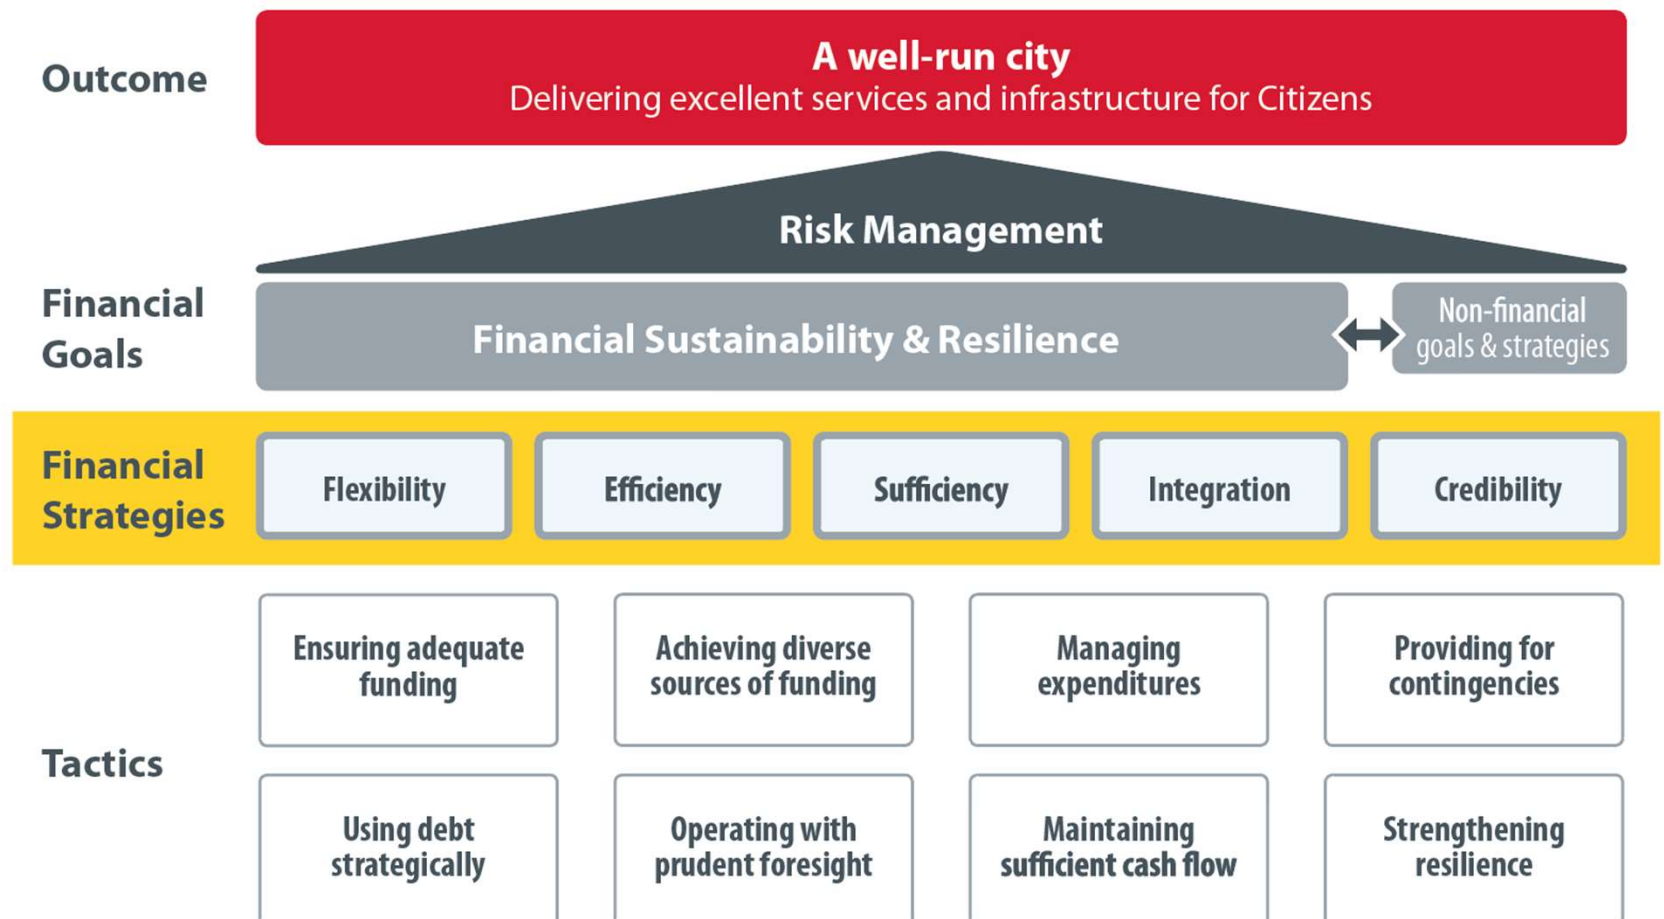 Outcome
A well-run city
Delivering excellent services and infrastructure for Citizens
Risk Management
Financial
Goals
Financial Sustainability & Resilience
Non-financial
goals & strategies
Financial
Strategies
Flexibility
Efficiency
Sufficiency
Integration
Credibility
Tactics
Ensuring adequate
funding
Achieving diverse
sources of funding
Managing
expenditures
Providing for
contingencies
Using debt
strategically
Operating with
prudent foresight
Maintaining
sufficient cash flow
Strengthening
resilience